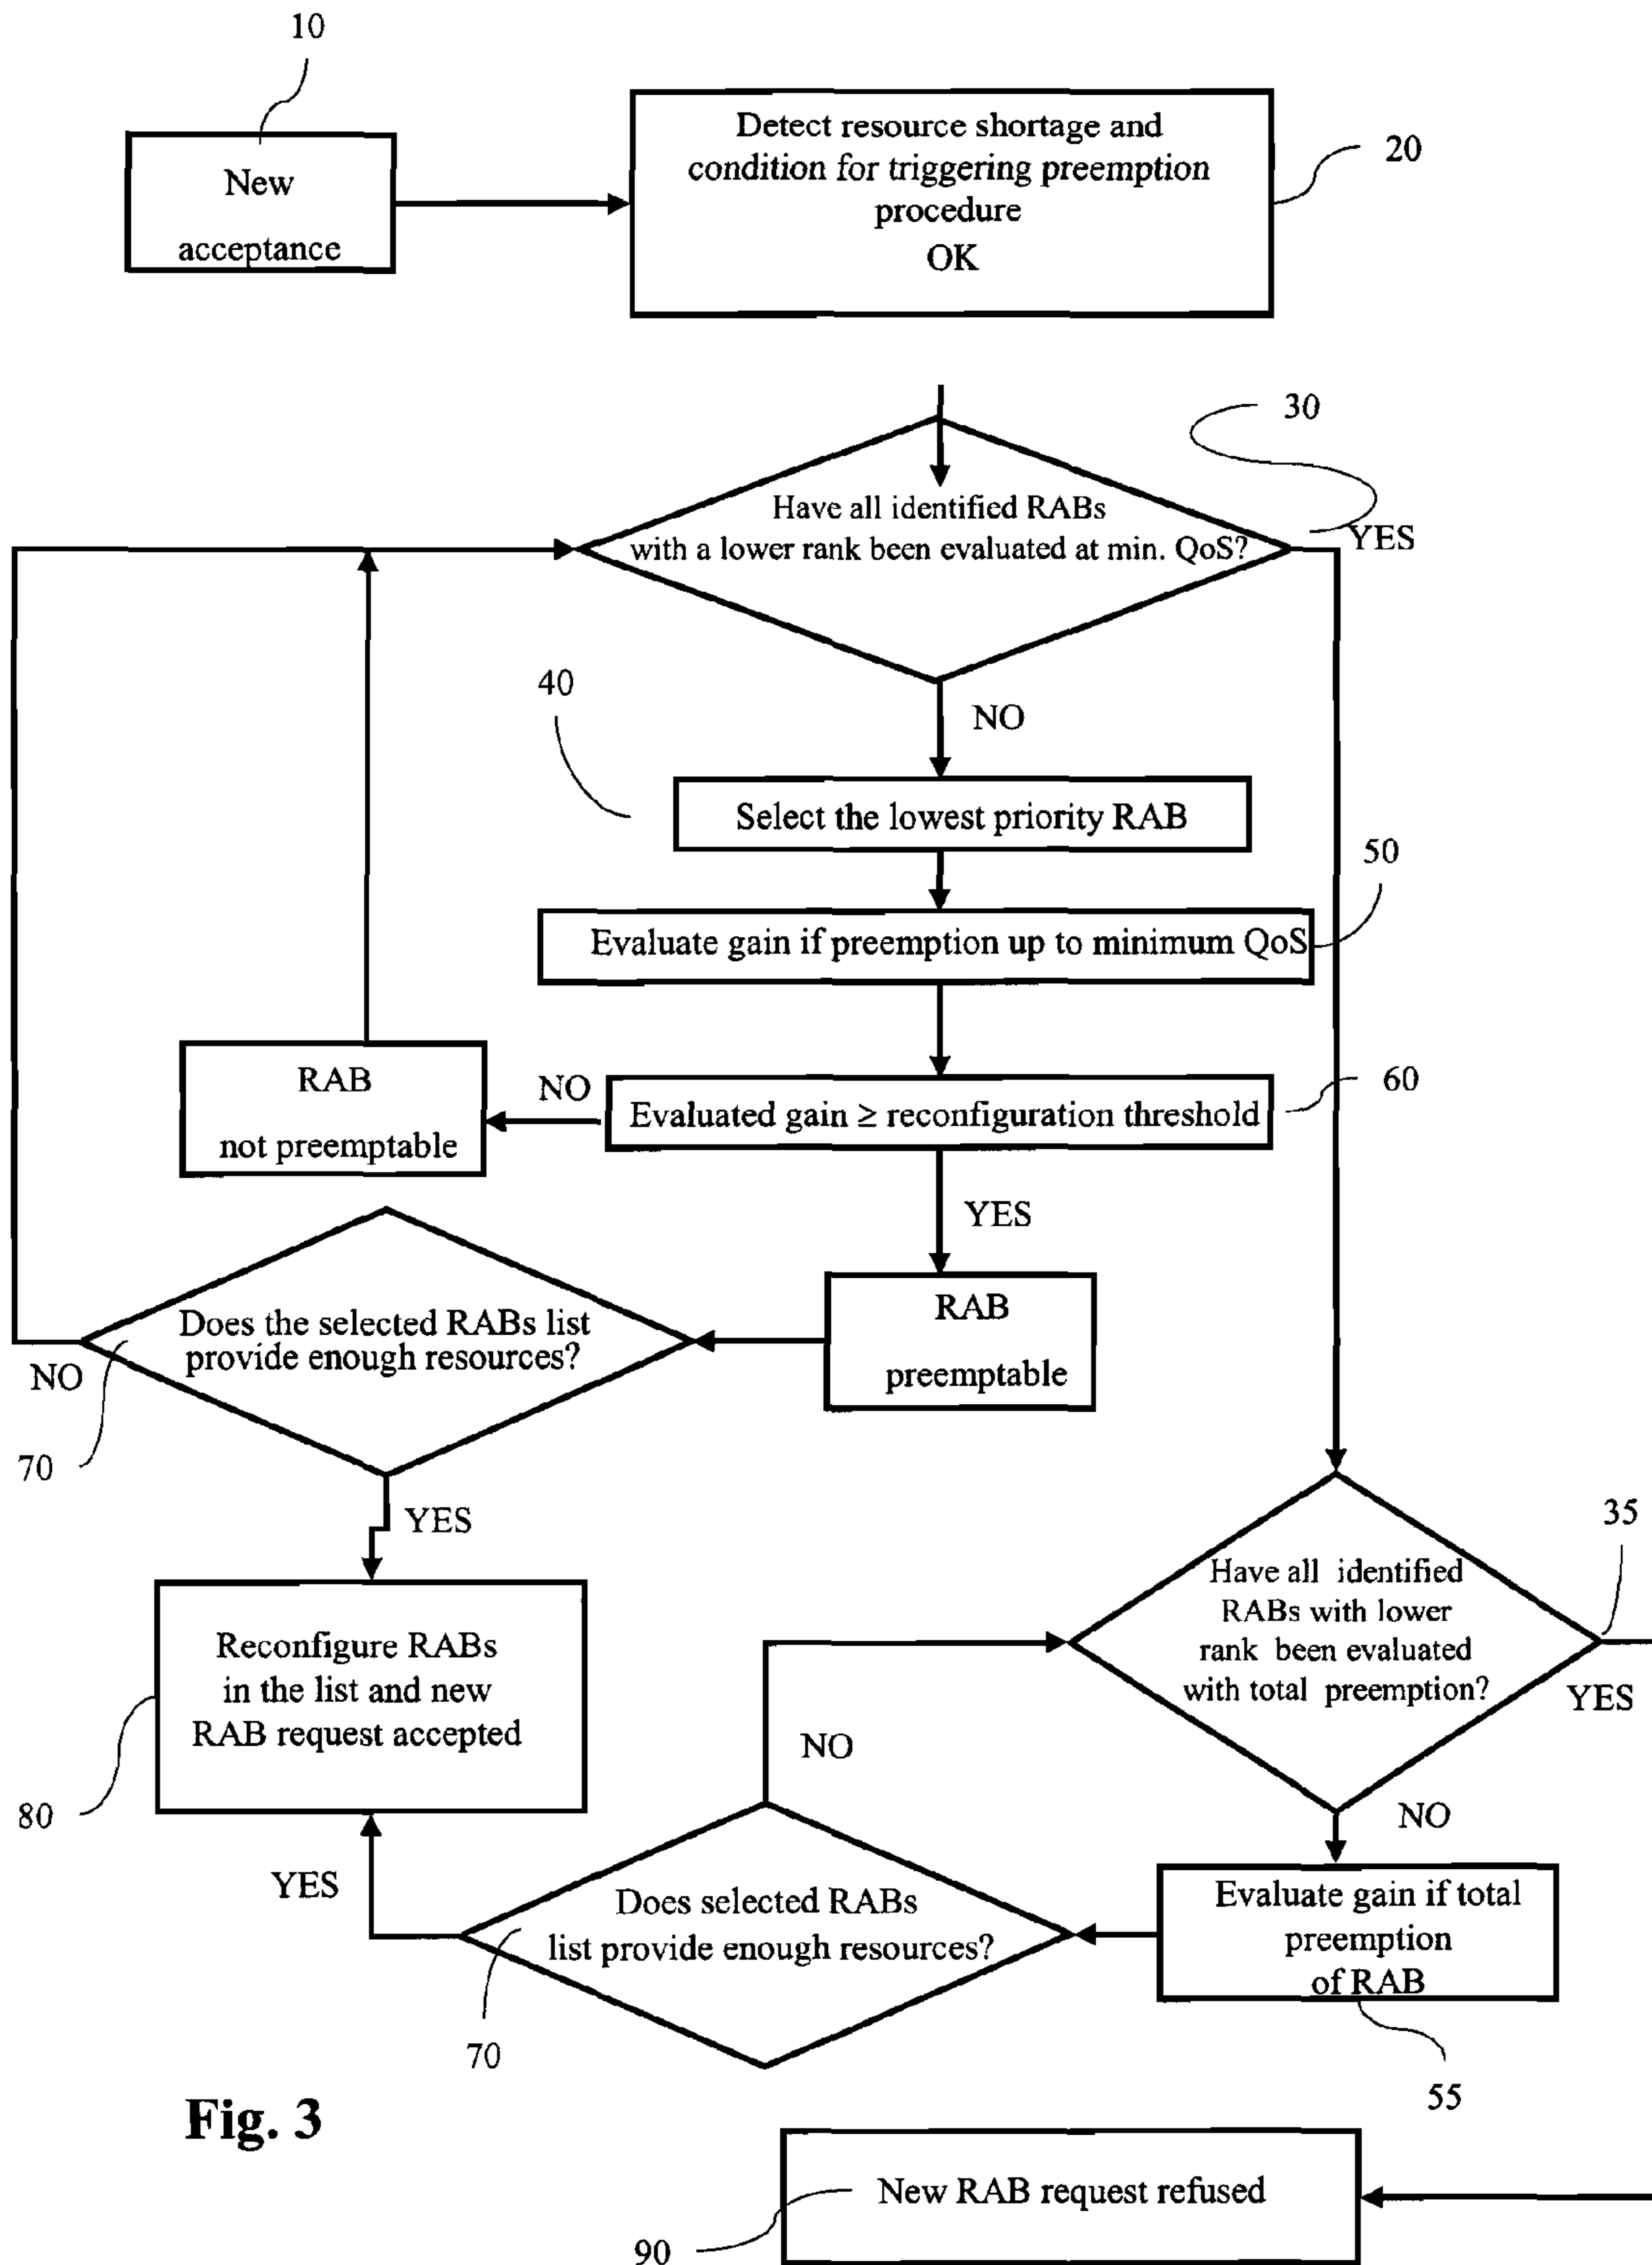 10
New
acceptance
Detect resource shortage and
condition for triggering preemption
procedure
OK
20
30
Have all identified RABs
with a lower rank been evaluated at min. QoS?
YES
40
NO
Select the lowest priority RAB
50
Evaluate gain if preemption up to minimum QoS
RAB
not preemptable
NO
Evaluated gain ≥ reconfiguration threshold
60
YES
Does the selected RABs list
provide enough resources?
RAB
preemptable
NO
70
YES
35
Have all identified
RABs with lower
rank been evaluated
with total preemption?
YES
Reconfigure RABs
in the list and new
RAB request accepted
NO
80
NO
YES
Does selected RABs
list provide enough resources?
Evaluate gain if total
preemption
of RAB
70
55
Fig. 3
New RAB request refused
90